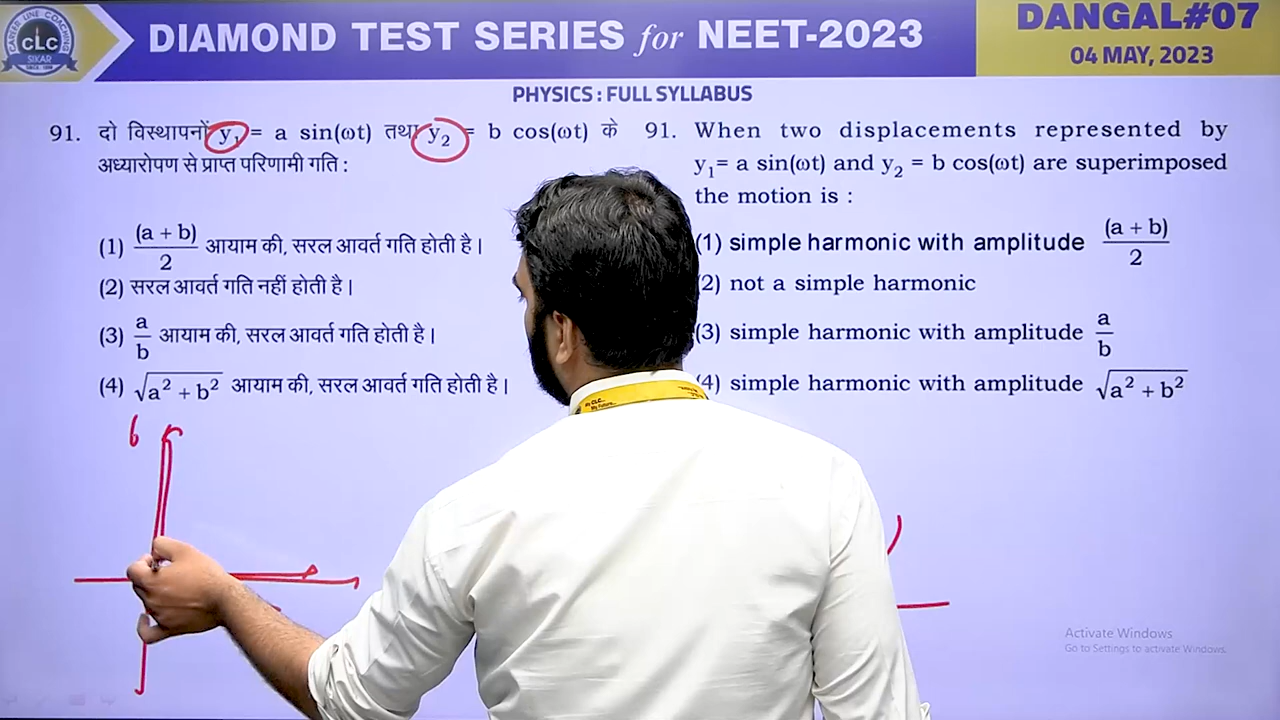 CAREER LINE COACHING
CLC
SIKAR
DIAMOND TEST SERIES for NEET-2023
DANGAL#07
04 MAY, 2023
PHYSICS : FULL SYLLABUS
91. दो विस्थापनों y₁ = a sin(ωt) तथा y₂ = b cos(ωt) के
अध्यारोपण से प्राप्त परिणामी गति :
(1) (a + b)/2 आयाम की, सरल आवर्त गति होती है।
(2) सरल आवर्त गति नहीं होती है।
(3) a/b आयाम की, सरल आवर्त गति होती है।
(4) √(a² + b²) आयाम की, सरल आवर्त गति होती है।
91. When two displacements represented by
y₁= a sin(ωt) and y₂ = b cos(ωt) are superimposed
the motion is :
(1) simple harmonic with amplitude (a + b)/2
2) not a simple harmonic
(3) simple harmonic with amplitude a/b
(4) simple harmonic with amplitude √(a² + b²)
b
Activate Windows
Go to Settings to activate Windows.